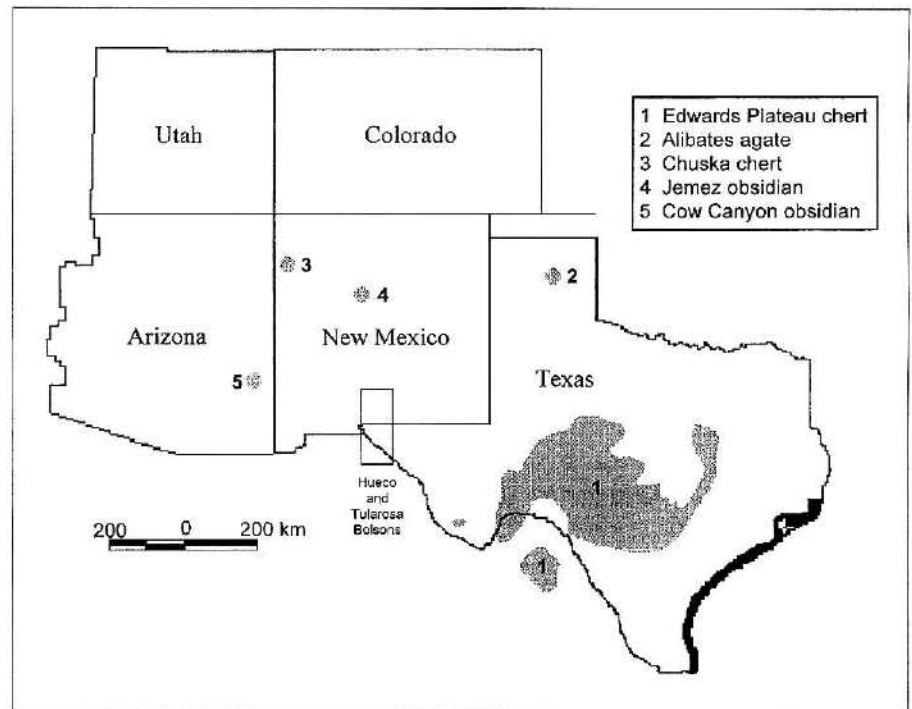 Utah
Colorado
1 Edwards Plateau chert
2 Alibates agate
3 Chuska chert
4 Jemez obsidian
5 Cow Canyon obsidian
3
2
4
Arizona
New Mexico
5
Texas
1
Hueco
and
Tularosa
Bolsons
200 0 200 km
1